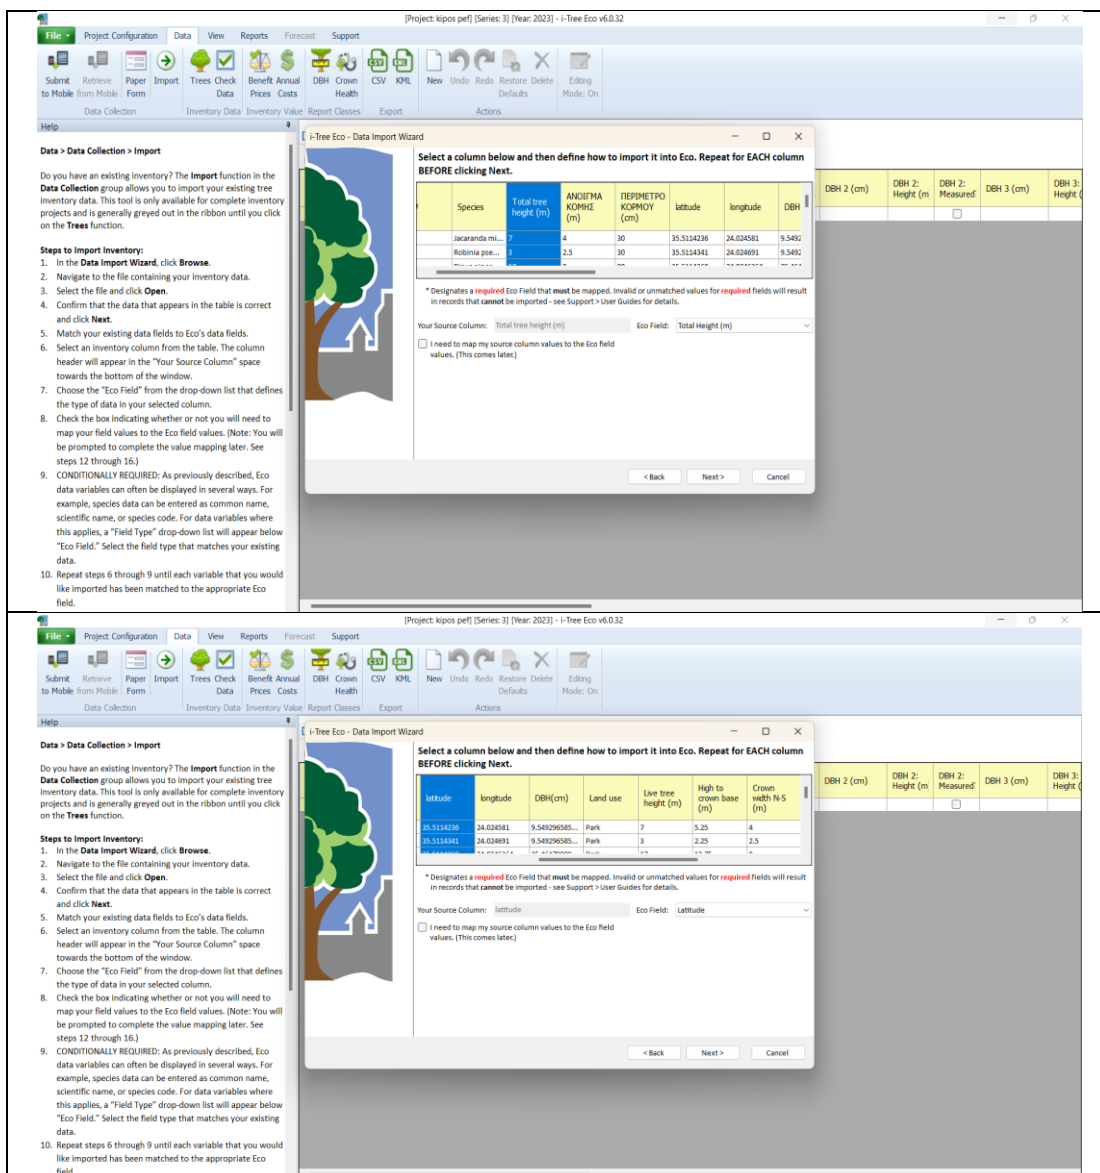 [Project: kipos pef] [Series: 3] [Year: 2023] - i-Tree Eco v6.0.32
File Project Configuration Data View Reports Forecast Support
Submit Retrieve Paper Import Trees Check Benefit Annual DBH Crown CSV KML New Undo Redo Restore Delete Editing
to Mobile from Mobile Form Data Prices Costs Health Defaults Mode: On
Data Collection Inventory Data Inventory Value Report Classes Export Actions
Help
Data > Data Collection > Import
Do you have an existing inventory? The Import function in the
Data Collection group allows you to import your existing tree
inventory data. This tool is only available for complete inventory
projects and is generally greyed out in the ribbon until you click
on the Trees function.
Steps to Import Inventory:
1. In the Data Import Wizard, click Browse.
2. Navigate to the file containing your inventory data.
3. Select the file and click Open.
4. Confirm that the data that appears in the table is correct
and click Next.
5. Match your existing data fields to Eco's data fields.
6. Select an inventory column from the table. The column
header will appear in the "Your Source Column" space
towards the bottom of the window.
7. Choose the "Eco Field" from the drop-down list that defines
the type of data in your selected column.
8. Check the box indicating whether or not you will need to
map your field values to the Eco field values. (Note: You will
be prompted to complete the value mapping later. See
steps 12 through 16.)
9. CONDITIONALLY REQUIRED: As previously described, Eco
data variables can often be displayed in several ways. For
example, species data can be entered as common name,
scientific name, or species code. For data variables where
this applies, a "Field Type" drop-down list will appear below
"Eco Field." Select the field type that matches your existing
data.
10. Repeat steps 6 through 9 until each variable that you would
like imported has been matched to the appropriate Eco
field.
i-Tree Eco - Data Import Wizard
Select a column below and then define how to import it into Eco. Repeat for EACH column
BEFORE clicking Next.
Species Total tree height (m) ΑΝΟΙΓΜΑ ΚΟΜΗΣ (m) ΠΕΡΙΜΕΤΡΟ ΚΟΡΜΟΥ (cm) latitude longitude DBH
Jacaranda mi... 7 4 30 35.5114236 24.024581 9.5492
Robinia pse... 3 2.5 30 35.5114341 24.024691 9.5492
* Designates a required Eco Field that must be mapped. Invalid or unmatched values for required fields will result
in records that cannot be imported - see Support > User Guides for details.
Your Source Column: Total tree height (m) Eco Field: Total Height (m)
I need to map my source column values to the Eco field
values. (This comes later.)
< Back Next > Cancel
DBH 2 (cm) DBH 2: Height (m DBH 2: Measured DBH 3 (cm) DBH 3: Height (
[Project: kipos pef] [Series: 3] [Year: 2023] - i-Tree Eco v6.0.32
File Project Configuration Data View Reports Forecast Support
Submit Retrieve Paper Import Trees Check Benefit Annual DBH Crown CSV KML New Undo Redo Restore Delete Editing
to Mobile from Mobile Form Data Prices Costs Health Defaults Mode: On
Data Collection Inventory Data Inventory Value Report Classes Export Actions
Help
Data > Data Collection > Import
Do you have an existing inventory? The Import function in the
Data Collection group allows you to import your existing tree
inventory data. This tool is only available for complete inventory
projects and is generally greyed out in the ribbon until you click
on the Trees function.
Steps to Import Inventory:
1. In the Data Import Wizard, click Browse.
2. Navigate to the file containing your inventory data.
3. Select the file and click Open.
4. Confirm that the data that appears in the table is correct
and click Next.
5. Match your existing data fields to Eco's data fields.
6. Select an inventory column from the table. The column
header will appear in the "Your Source Column" space
towards the bottom of the window.
7. Choose the "Eco Field" from the drop-down list that defines
the type of data in your selected column.
8. Check the box indicating whether or not you will need to
map your field values to the Eco field values. (Note: You will
be prompted to complete the value mapping later. See
steps 12 through 16.)
9. CONDITIONALLY REQUIRED: As previously described, Eco
data variables can often be displayed in several ways. For
example, species data can be entered as common name,
scientific name, or species code. For data variables where
this applies, a "Field Type" drop-down list will appear below
"Eco Field." Select the field type that matches your existing
data.
10. Repeat steps 6 through 9 until each variable that you would
like imported has been matched to the appropriate Eco
field.
i-Tree Eco - Data Import Wizard
Select a column below and then define how to import it into Eco. Repeat for EACH column
BEFORE clicking Next.
latitude longitude DBH(cm) Land use Live tree height (m) High to crown base (m) Crown width N-S (m)
35.5114236 24.024581 9.549296585... Park 7 5.25 4
35.5114341 24.024691 9.549296585... Park 3 2.25 2.5
* Designates a required Eco Field that must be mapped. Invalid or unmatched values for required fields will result
in records that cannot be imported - see Support > User Guides for details.
Your Source Column: latitude Eco Field: Latitude
I need to map my source column values to the Eco field
values. (This comes later.)
< Back Next > Cancel
DBH 2 (cm) DBH 2: Height (m DBH 2: Measured DBH 3 (cm) DBH 3: Height (